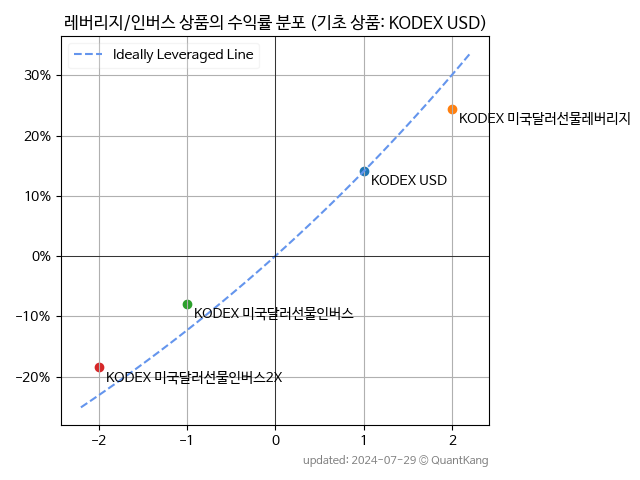 레버리지/인버스 상품의 수익률 분포 (기초 상품: KODEX USD)
Ideally Leveraged Line
30%
KODEX 미국달러선물레버리지
20%
KODEX USD
10%
0%
KODEX 미국달러선물인버스
-10%
KODEX 미국달러선물인버스2X
-20%
-2 -1 0 1 2
updated: 2024-07-29 © QuantKang